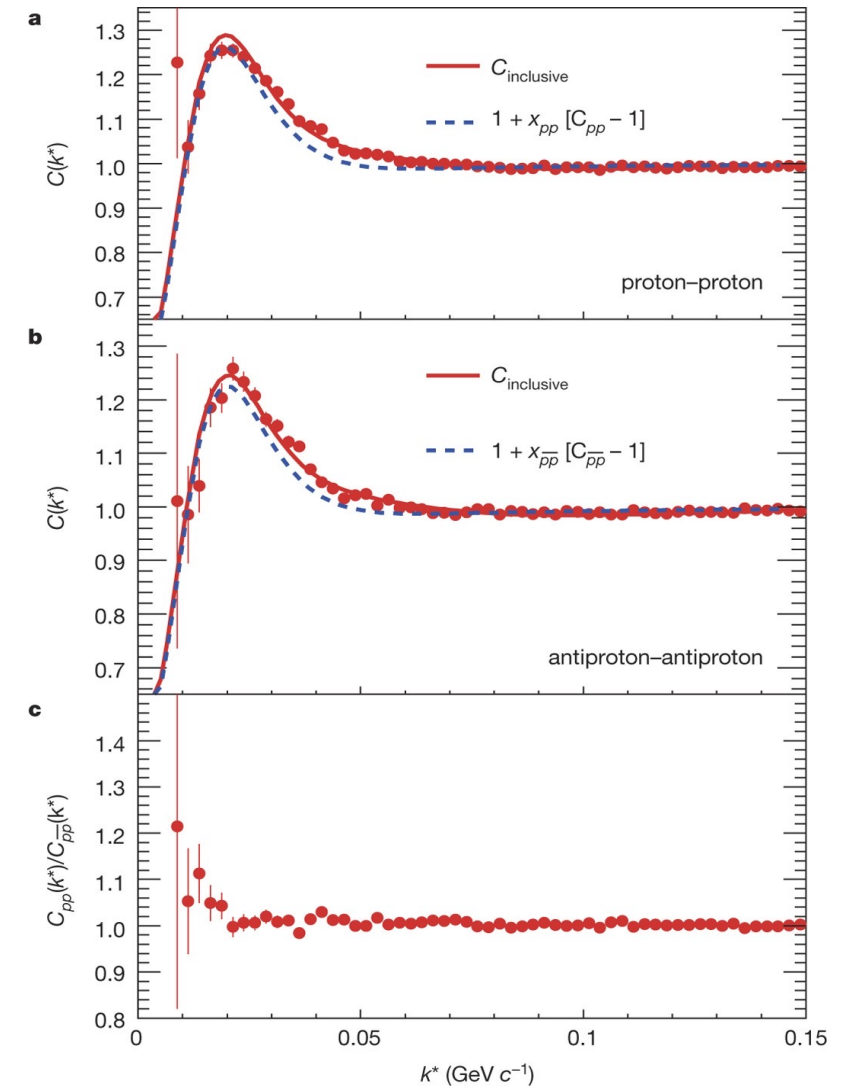 a
1.3
1.2
1.1
1.0
0.9
0.8
0.7
C(k*)
C_inclusive
1 + x_pp [C_pp – 1]
proton–proton
b
1.3
1.2
1.1
1.0
0.9
0.8
0.7
C(k*)
C_inclusive
1 + x_p̅p̅ [C_p̅p̅ – 1]
antiproton–antiproton
c
1.4
1.3
1.2
1.1
1.0
0.9
0.8
C_pp(k*)/C_p̅p̅(k*)
0 0.05 0.1 0.15
k* (GeV c⁻¹)